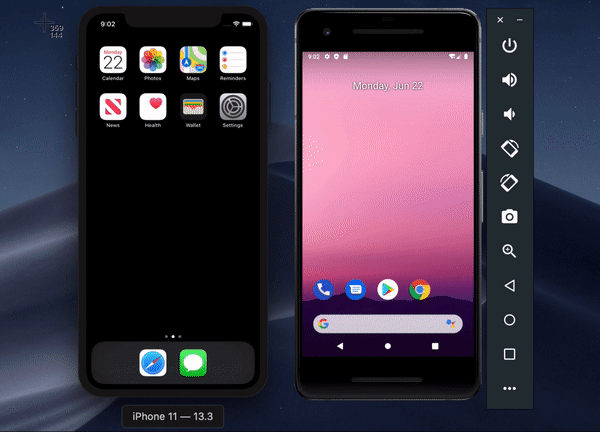 359
144
9:02
Monday
22
Calendar
Photos
Maps
Reminders
News
Health
Wallet
Settings
iPhone 11 — 13.3
9:02
Monday, Jun 22
G